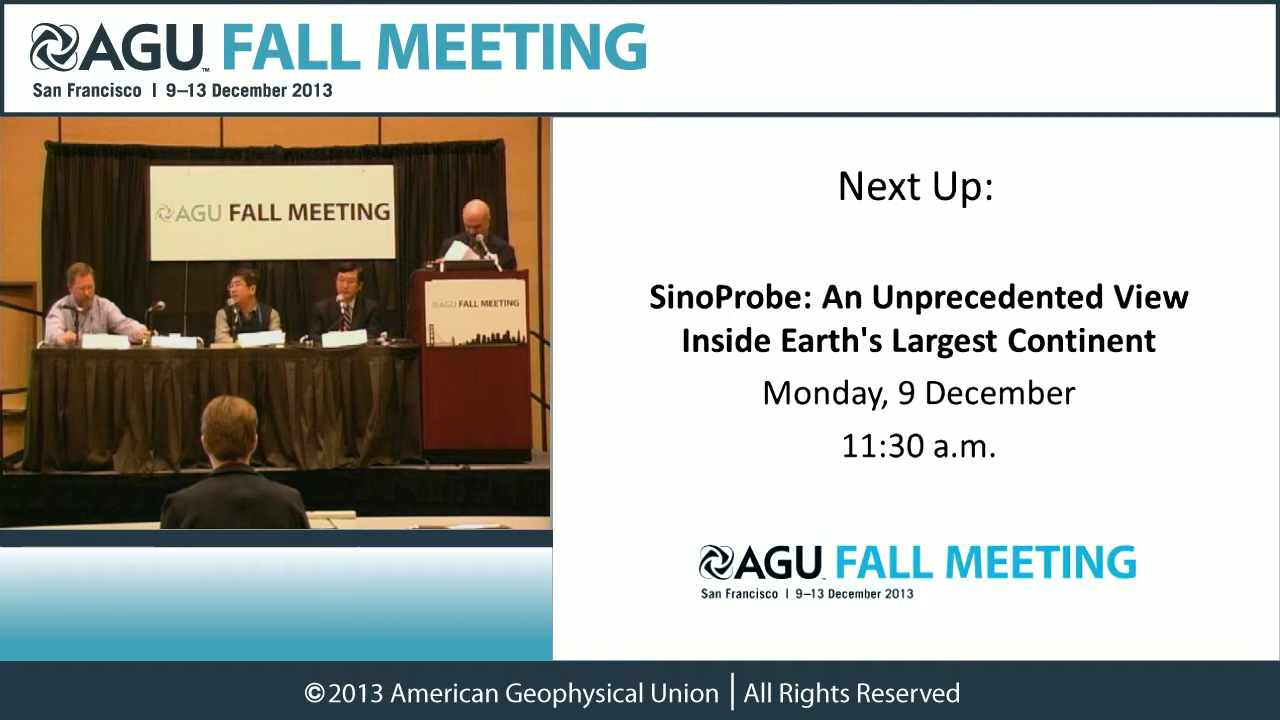 AGU™ FALL MEETING
San Francisco | 9–13 December 2013
AGU FALL MEETING
AGU FALL MEETING
Next Up:
SinoProbe: An Unprecedented View
Inside Earth's Largest Continent
Monday, 9 December
11:30 a.m.
AGU™ FALL MEETING
San Francisco | 9–13 December 2013
©2013 American Geophysical Union | All Rights Reserved